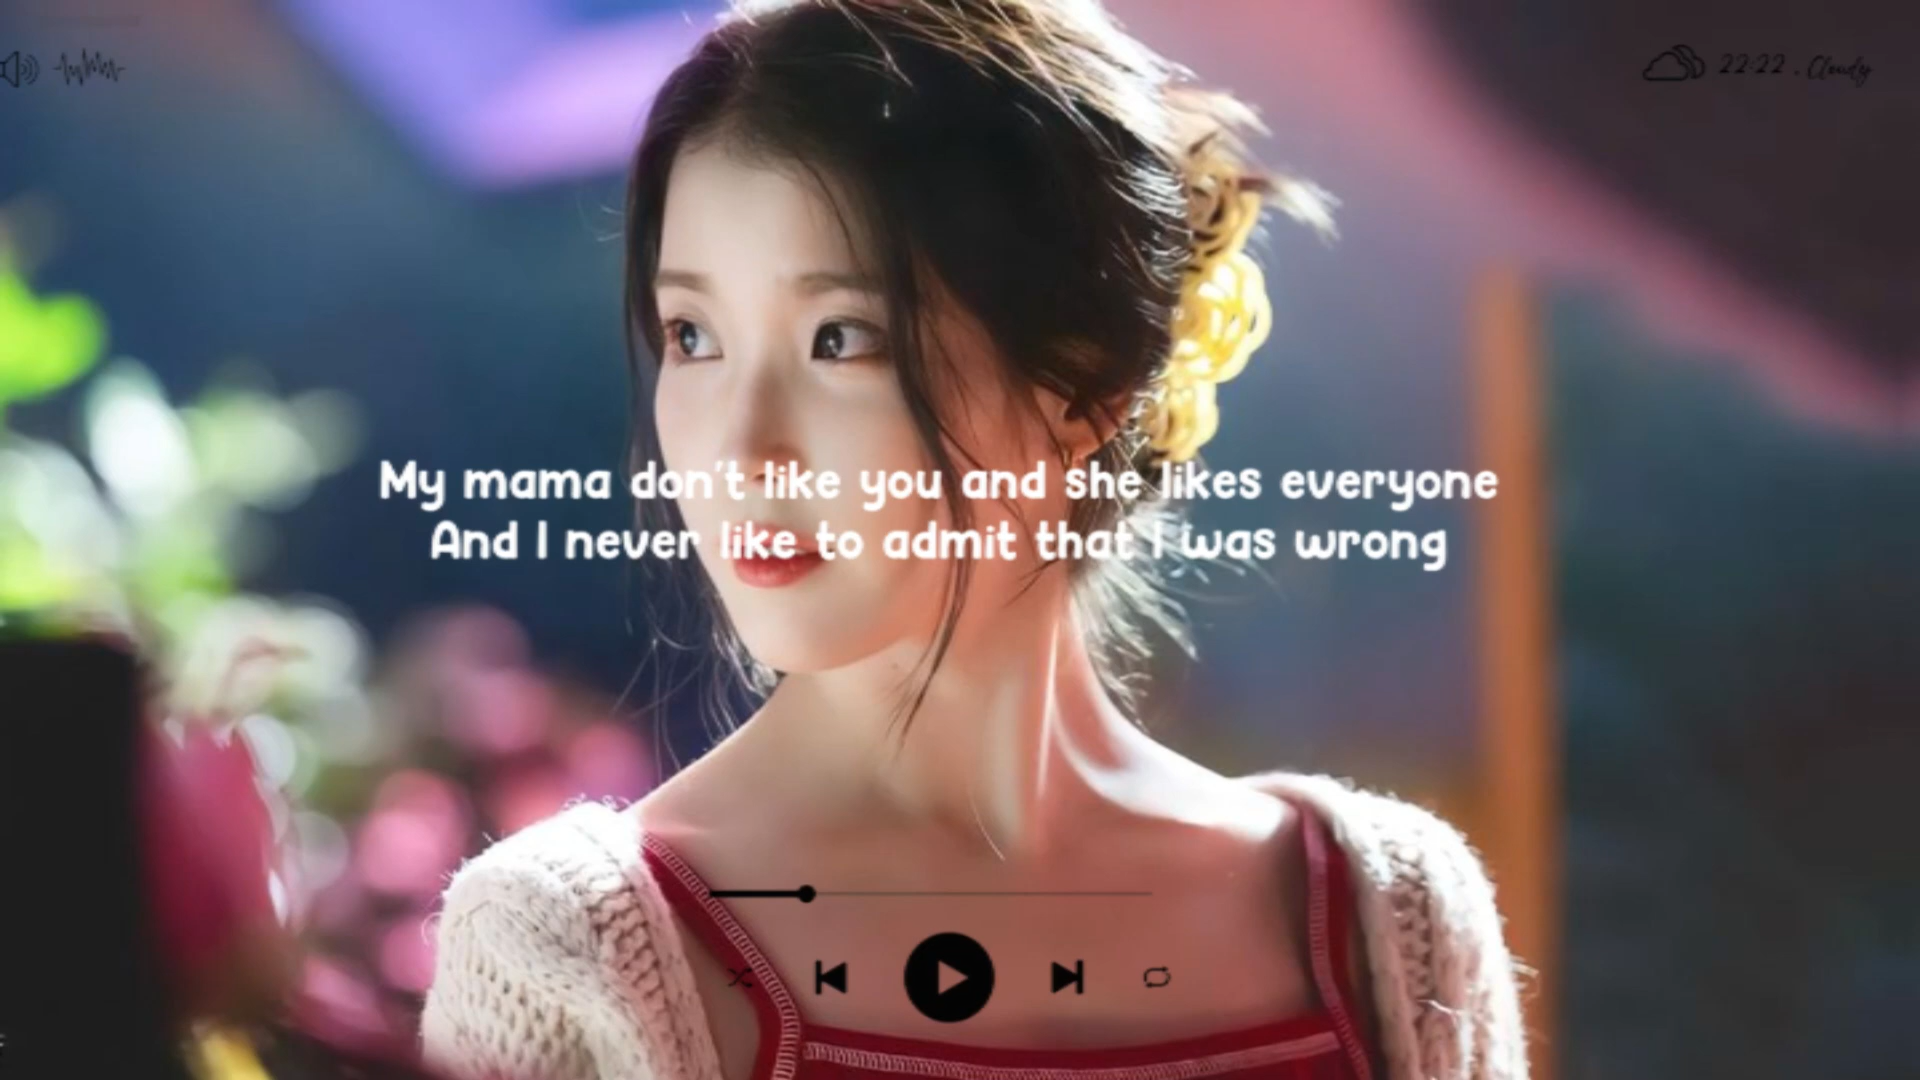 22:22 . Cloudy
My mama don't like you and she likes everyone
And I never like to admit that I was wrong